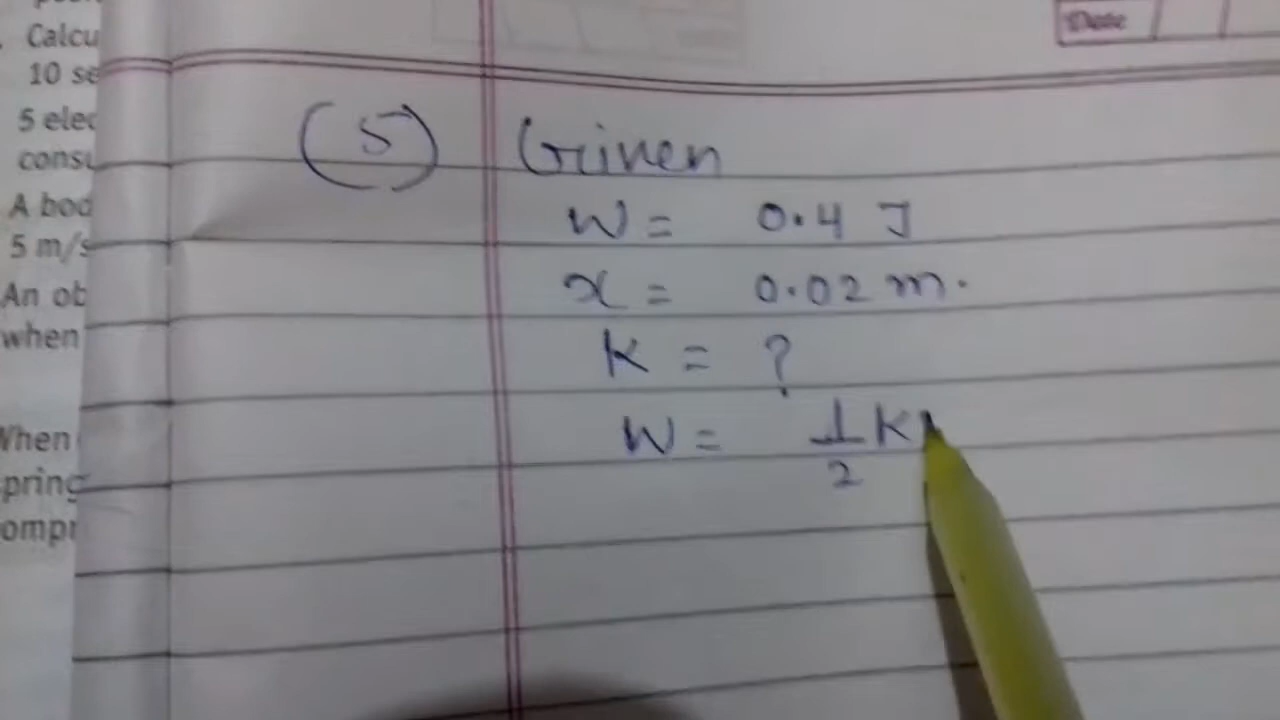 Date
Calcu
10 se
5 elec
consu
A bod
5 m/s
An ob
when
When
pring
ompr
(5) Given
W = 0.4 J
x = 0.02 m.
K = ?
W = 1/2 K